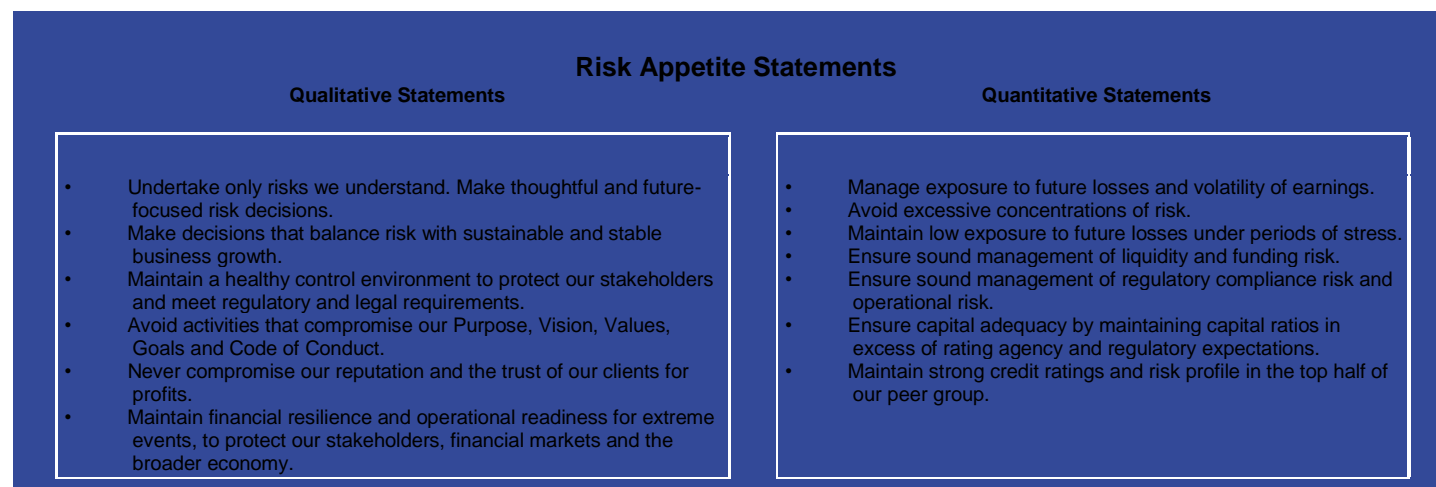 Risk Appetite Statements
Qualitative Statements
• Undertake only risks we understand. Make thoughtful and future-
focused risk decisions.
• Make decisions that balance risk with sustainable and stable
business growth.
• Maintain a healthy control environment to protect our stakeholders
and meet regulatory and legal requirements.
• Avoid activities that compromise our Purpose, Vision, Values,
Goals and Code of Conduct.
• Never compromise our reputation and the trust of our clients for
profits.
• Maintain financial resilience and operational readiness for extreme
events, to protect our stakeholders, financial markets and the
broader economy.
Quantitative Statements
• Manage exposure to future losses and volatility of earnings.
• Avoid excessive concentrations of risk.
• Maintain low exposure to future losses under periods of stress.
• Ensure sound management of liquidity and funding risk.
• Ensure sound management of regulatory compliance risk and
operational risk.
• Ensure capital adequacy by maintaining capital ratios in
excess of rating agency and regulatory expectations.
• Maintain strong credit ratings and risk profile in the top half of
our peer group.